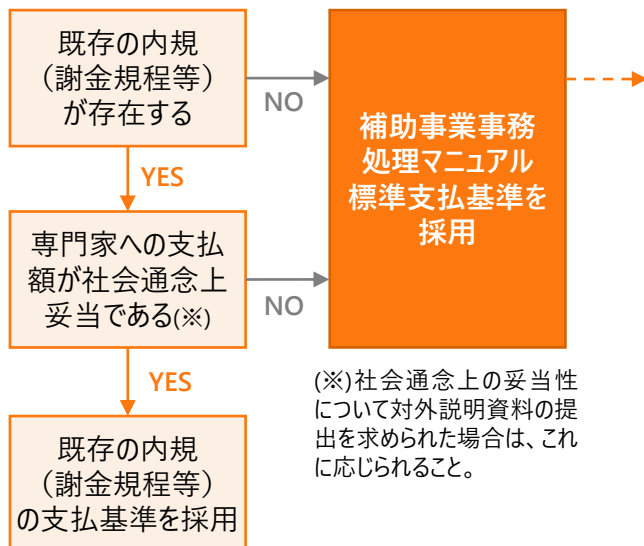 既存の内規
（謝金規程等）
が存在する
NO
YES
補助事業事務
処理マニュアル
標準支払基準を
採用
専門家への支払
額が社会通念上
妥当である(※)
NO
YES
(※)社会通念上の妥当性
について対外説明資料の提
出を求められた場合は、これ
に応じられること。
既存の内規
（謝金規程等）
の支払基準を採用